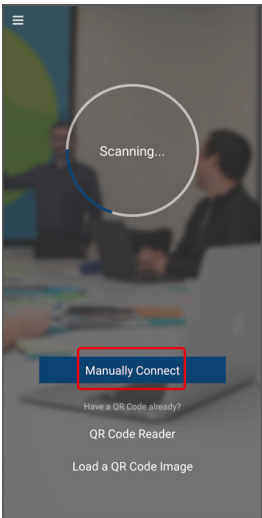 Scanning...
Manually Connect
Have a QR Code already?
QR Code Reader
Load a QR Code Image